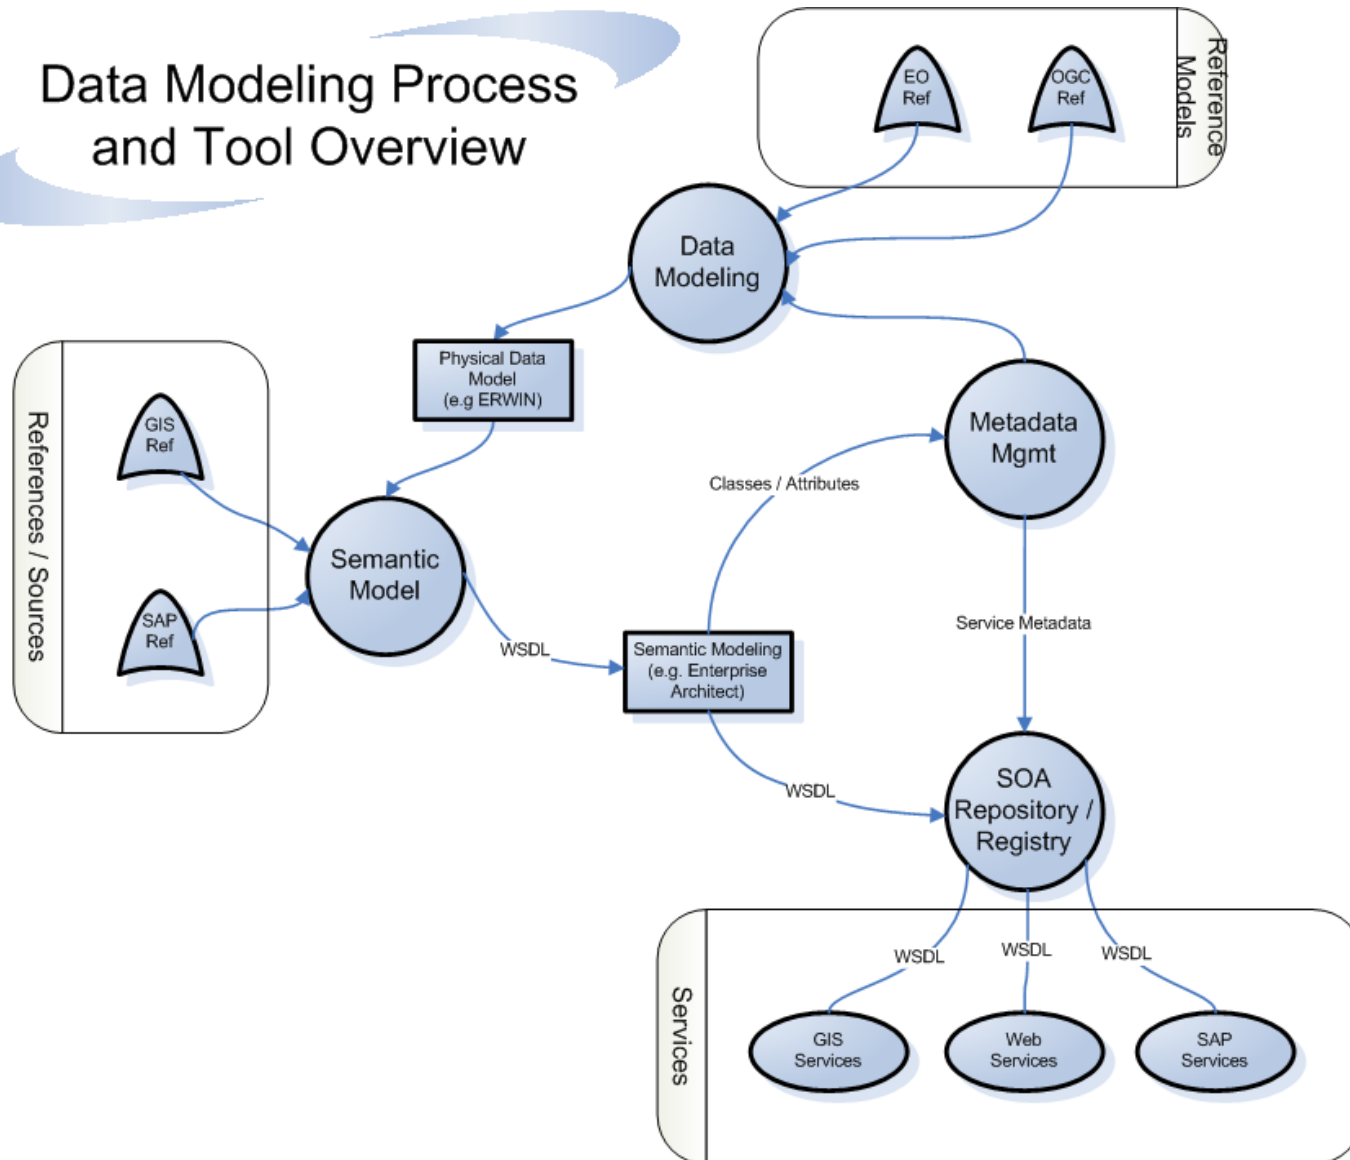 Data Modeling Process
and Tool Overview
EO
Ref
OGC
Ref
Reference
Models
Data
Modeling
Physical Data
Model
(e.g ERWIN)
References / Sources
GIS
Ref
SAP
Ref
Semantic
Model
Metadata
Mgmt
Classes / Attributes
Service Metadata
WSDL
Semantic Modeling
(e.g. Enterprise
Architect)
WSDL
SOA
Repository /
Registry
WSDL
WSDL
WSDL
Services
GIS
Services
Web
Services
SAP
Services